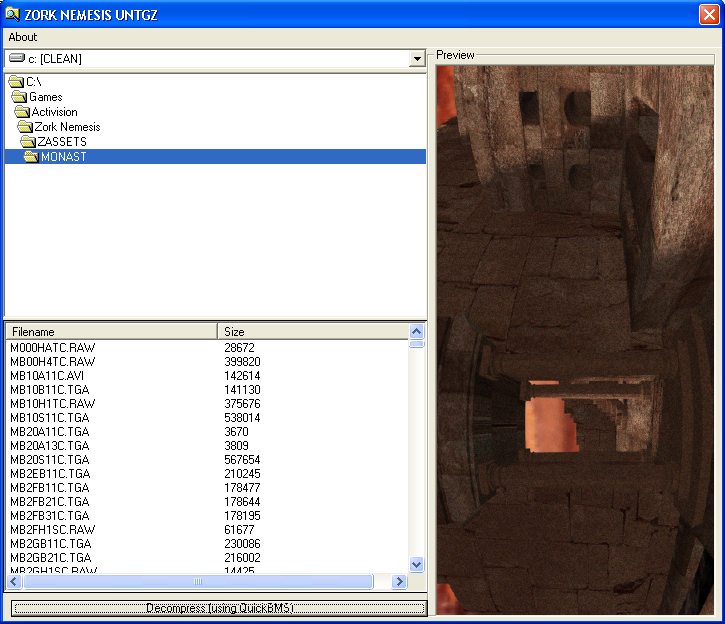 ZORK NEMESIS UNTGZ
About
c: [CLEAN]
Preview
C:\
Games
Activision
Zork Nemesis
ZASSETS
MONAST
Filename Size
M000HATC.RAW 28672
MB00H4TC.RAW 399820
MB10A11C.AVI 142614
MB10B11C.TGA 141130
MB10H1TC.RAW 375676
MB10S11C.TGA 538014
MB20A11C.TGA 3670
MB20A13C.TGA 3809
MB20S11C.TGA 567654
MB2EB11C.TGA 210245
MB2FB11C.TGA 178477
MB2FB21C.TGA 178644
MB2FB31C.TGA 178195
MB2FH1SC.RAW 61677
MB2GB11C.TGA 230086
MB2GB21C.TGA 216002
MB2GH1SC.RAW 14425
Decompress (using QuickBMS)